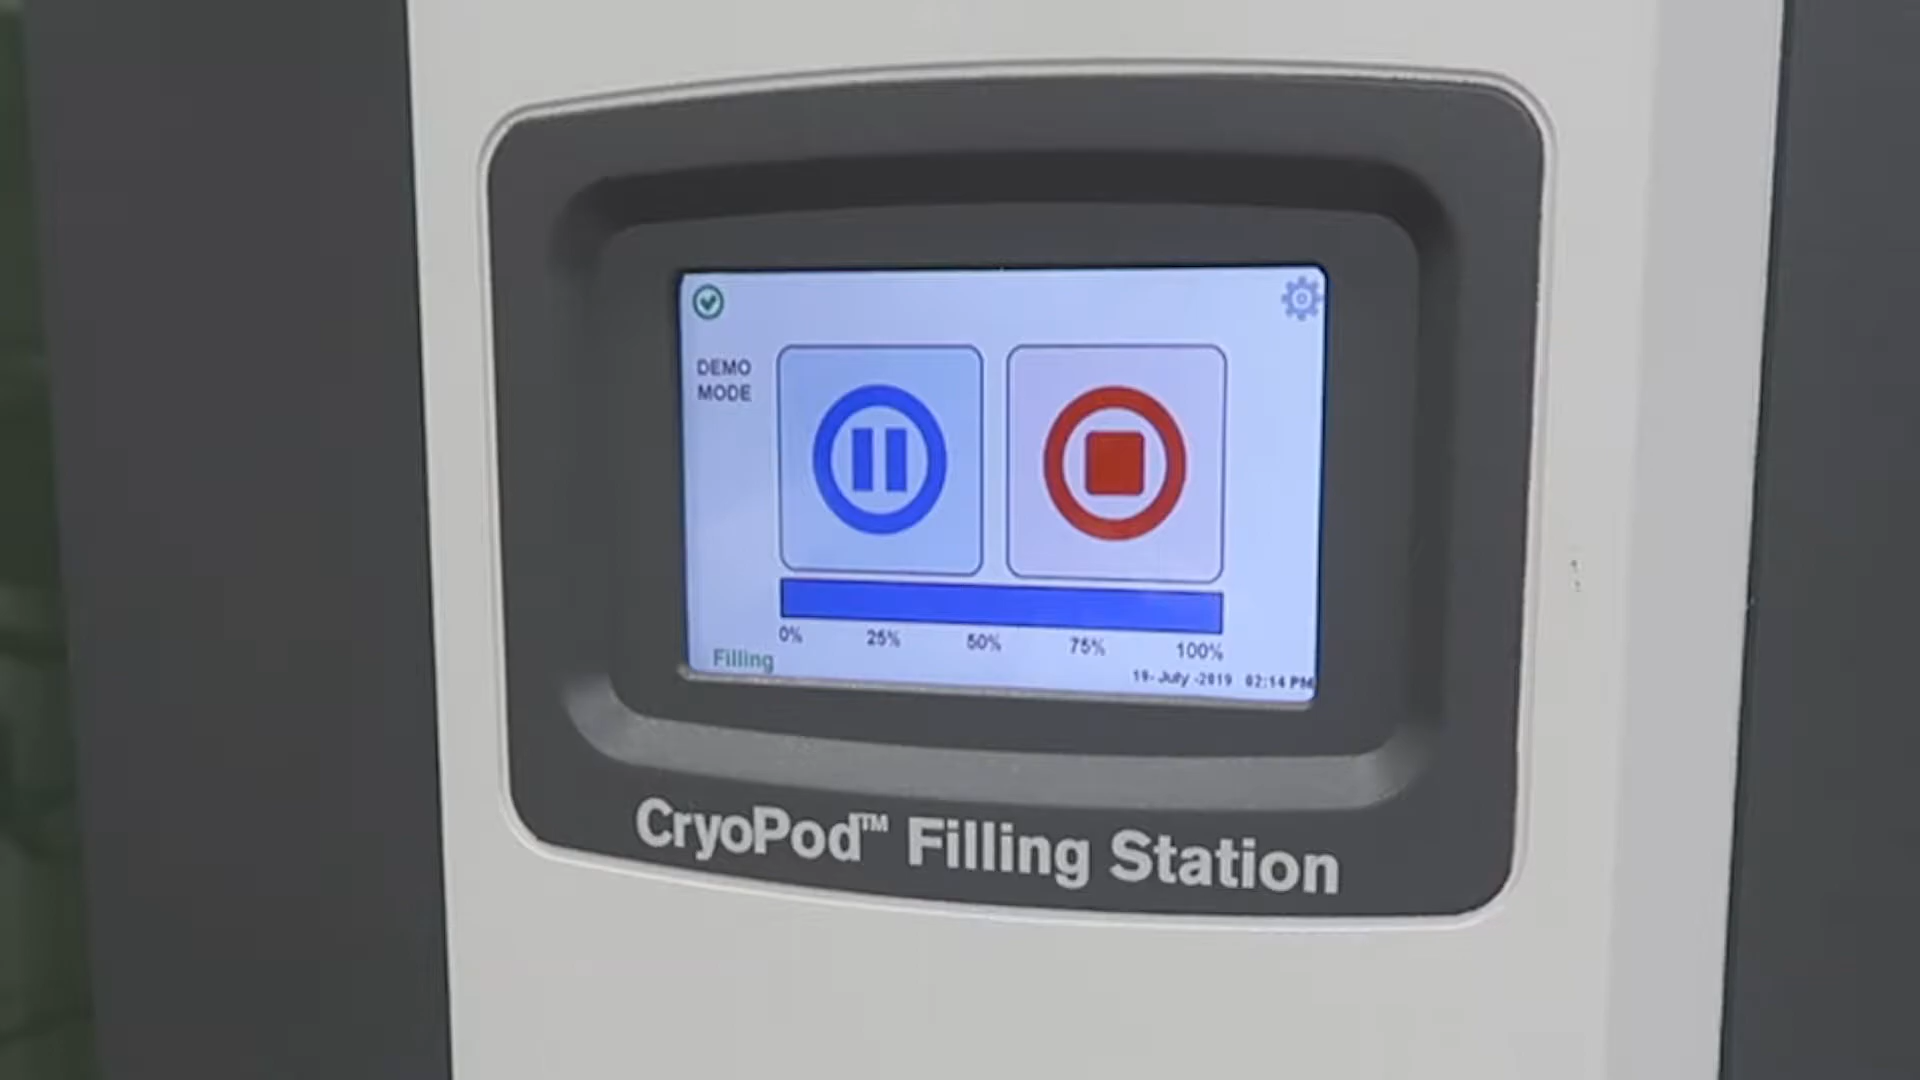 DEMO
MODE
0% 25% 50% 75% 100%
Filling
19-July-2019 02:14 PM
CryoPod™ Filling Station